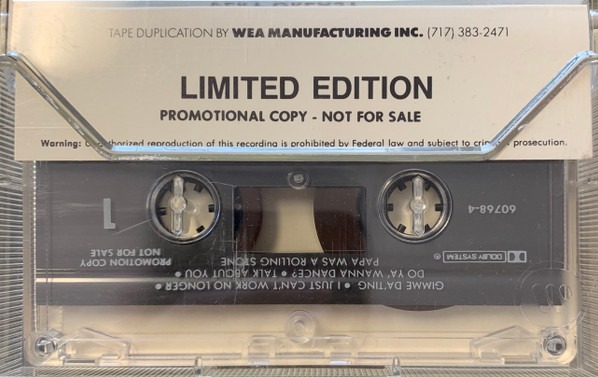 TAPE DUPLICATION BY WEA MANUFACTURING INC. (717) 383-2471
LIMITED EDITION
PROMOTIONAL COPY - NOT FOR SALE
Warning: Unauthorized reproduction of this recording is prohibited by Federal law and subject to criminal prosecution.
GIMME DATING • I JUST CAN'T WORK NO LONGER •
DO YA' WANNA DANCE? • TALK ABOUT YOU •
PAPA WAS A ROLLING STONE
DOLBY SYSTEM ®
PROMOTION COPY
NOT FOR SALE
60768-4
1